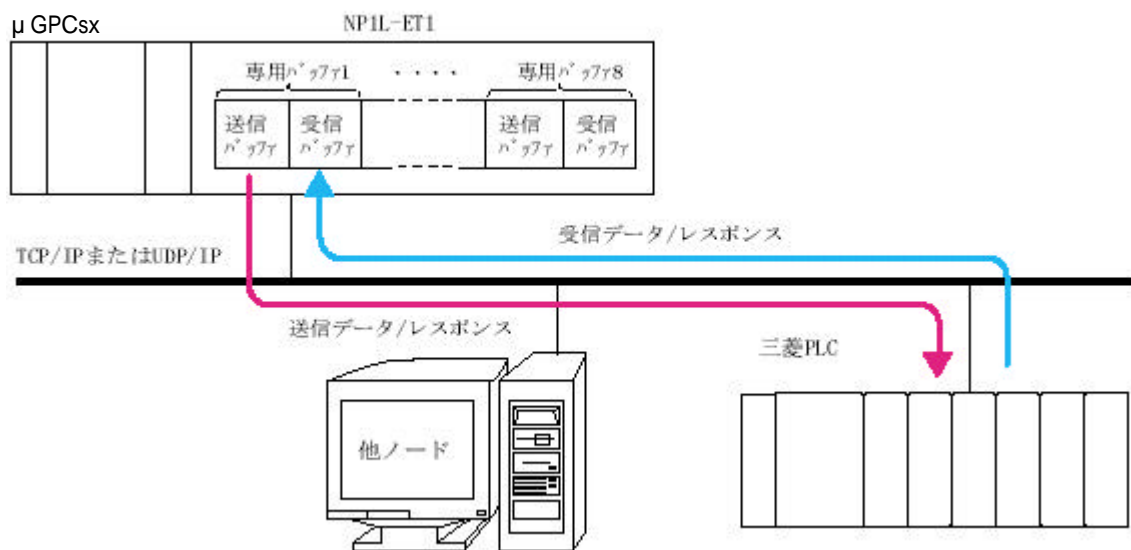 μGPCsx
NP1L-ET1
専用ﾊﾞｯﾌｧ1 ････ 専用ﾊﾞｯﾌｧ8
送信 受信 送信 受信
ﾊﾞｯﾌｧ ﾊﾞｯﾌｧ ﾊﾞｯﾌｧ ﾊﾞｯﾌｧ
受信データ/レスポンス
TCP/IPまたはUDP/IP
送信データ/レスポンス
三菱PLC
他ノード